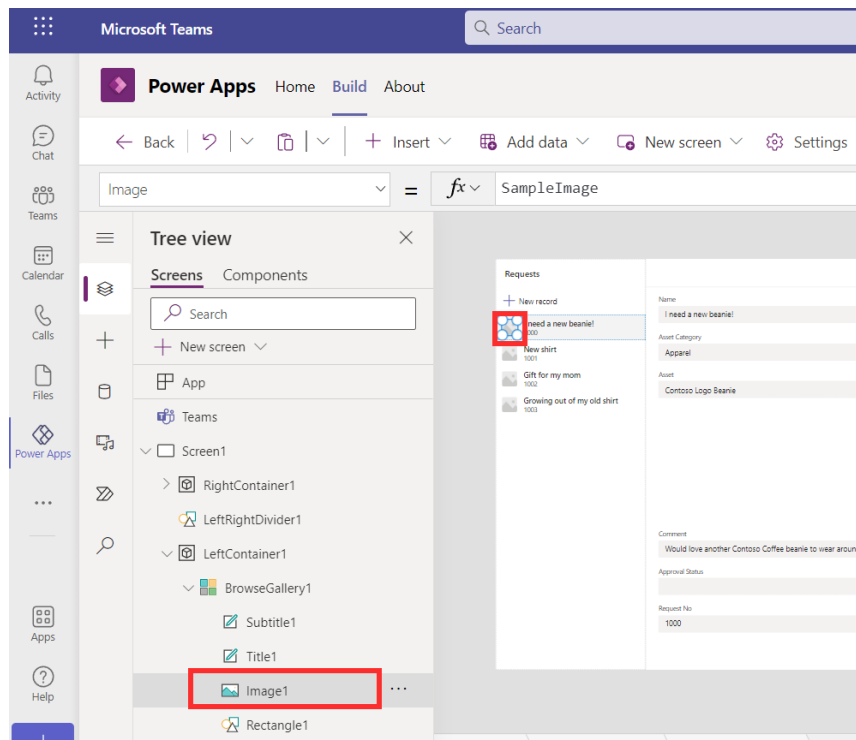 Microsoft Teams
Search
Activity
Chat
Teams
Calendar
Calls
Files
Power Apps
Apps
Help
Power Apps Home Build About
Back Insert Add data New screen Settings
Image = fx SampleImage
Tree view
Screens Components
Search
New screen
App
Teams
Screen1
RightContainer1
LeftRightDivider1
LeftContainer1
BrowseGallery1
Subtitle1
Title1
Image1
Rectangle1
Requests
New record
need a new beanie!
1000
New shirt
1001
Gift for my mom
1002
Growing out of my old shirt
1003
Name
I need a new beanie!
Asset Category
Apparel
Asset
Contoso Logo Beanie
Comment
Would love another Contoso Coffee beanie to wear aroun
Approval Status
Request No
1000